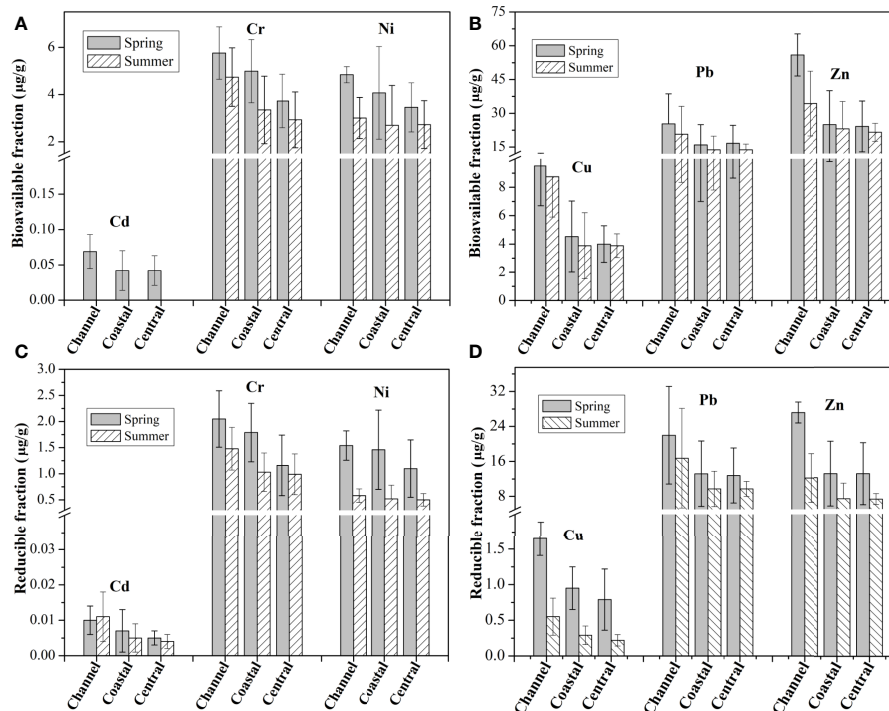 A
Bioavailable fraction (µg/g)
8
6
4
2
0.15
0.10
0.05
0.00
Spring
Summer
Cd
Cr
Ni
Channel
Coastal
Central
Channel
Coastal
Central
Channel
Coastal
Central
B
Bioavailable fraction (µg/g)
75
60
45
30
15
8
6
4
2
0
Spring
Summer
Cu
Pb
Zn
Channel
Coastal
Central
Channel
Coastal
Central
Channel
Coastal
Central
C
Reducible fraction (µg/g)
3.0
2.5
2.0
1.5
1.0
0.5
0.03
0.02
0.01
0.00
Spring
Summer
Cd
Cr
Ni
Channel
Coastal
Central
Channel
Coastal
Central
Channel
Coastal
Central
D
Reducible fraction (µg/g)
32
24
16
8
1.5
1.0
0.5
0.0
Spring
Summer
Cu
Pb
Zn
Channel
Coastal
Central
Channel
Coastal
Central
Channel
Coastal
Central